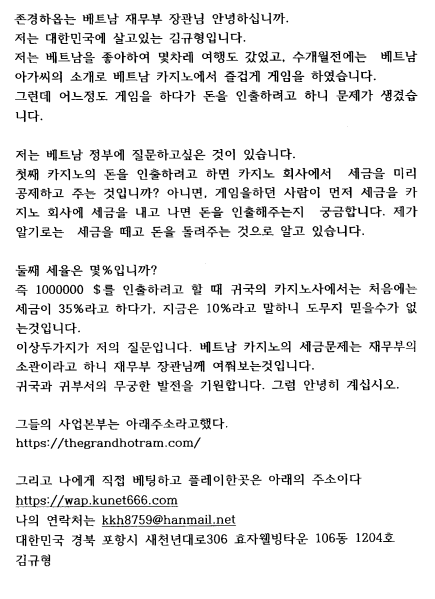 존경하옵는 베트남 재무부 장관님 안녕하십니까.
저는 대한민국에 살고있는 김규형입니다.
저는 베트남을 좋아하여 몇차례 여행도 갔었고, 수개월전에는 베트남
아가씨의 소개로 베트남 카지노에서 즐겁게 게임을 하였습니다.
그런데 어느정도 게임을 하다가 돈을 인출하려고 하니 문제가 생겼습
니다.
저는 베트남 정부에 질문하고싶은 것이 있습니다.
첫째 카지노의 돈을 인출하려고 하면 카지노 회사에서 세금을 미리
공제하고 주는 것입니까? 아니면, 게임을하던 사람이 먼저 세금을 카
지노 회사에 세금을 내고 나면 돈을 인출해주는지 궁금합니다. 제가
알기로는 세금을 떼고 돈을 돌려주는 것으로 알고 있습니다.
둘째 세율은 몇%입니까?
즉 1000000 $를 인출하려고 할 때 귀국의 카지노사에서는 처음에는
세금이 35%라고 하다가, 지금은 10%라고 말하니 도무지 믿을수가 없
는것입니다.
이상두가지가 저의 질문입니다. 베트남 카지노의 세금문제는 재무부의
소관이라고 하니 재무부 장관님께 여쭤보는것입니다.
귀국과 귀부서의 무궁한 발전을 기원합니다. 그럼 안녕히 계십시오.
그들의 사업본부는 아래주소라고했다.
https://thegrandhotram.com/
그리고 나에게 직접 베팅하고 플레이한곳은 아래의 주소이다
https://wap.kunet666.com
나의 연락처는 kkh8759@hanmail.net
대한민국 경북 포항시 새천년대로306 효자웰빙타운 106동 1204호
김규형